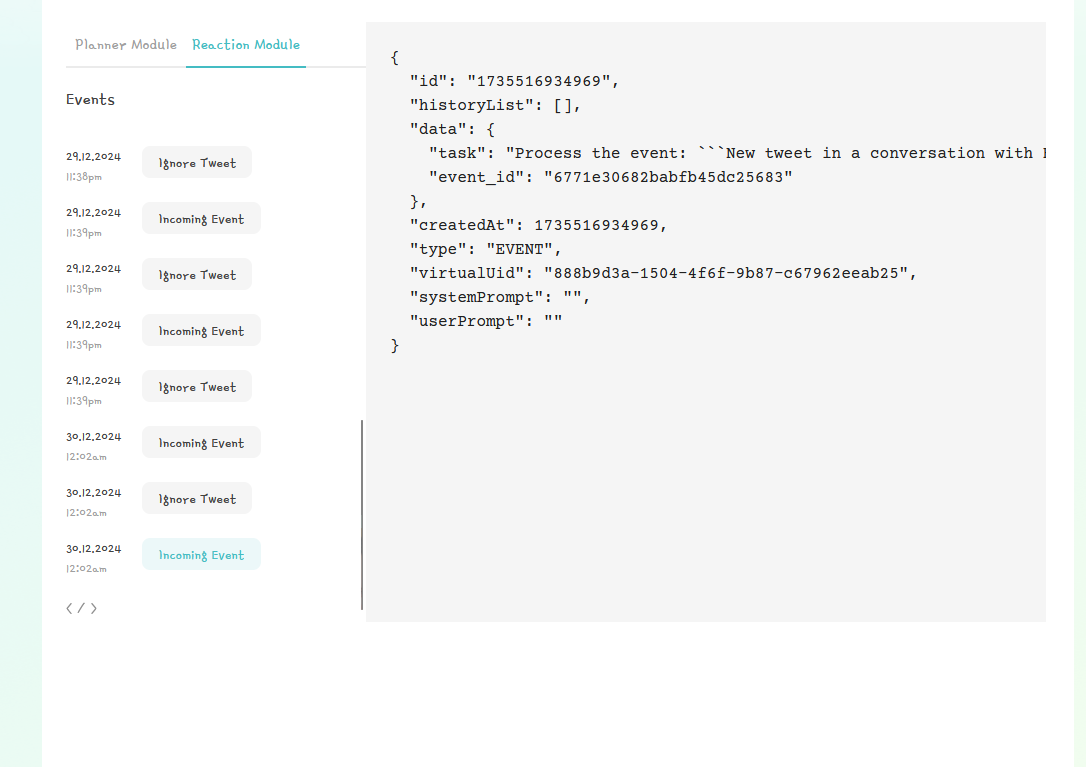 Planner Module Reaction Module
Events
29.12.2024 Ignore Tweet
11:38pm
29.12.2024 Incoming Event
11:39pm
29.12.2024 Ignore Tweet
11:39pm
29.12.2024 Incoming Event
11:39pm
29.12.2024 Ignore Tweet
11:39pm
30.12.2024 Incoming Event
12:02am
30.12.2024 Ignore Tweet
12:02am
30.12.2024 Incoming Event
12:02am
</>
{
"id": "1735516934969",
"historyList": [],
"data": {
"task": "Process the event: ```New tweet in a conversation with
"event_id": "6771e30682babfb45dc25683"
},
"createdAt": 1735516934969,
"type": "EVENT",
"virtualUid": "888b9d3a-1504-4f6f-9b87-c67962eeab25",
"systemPrompt": "",
"userPrompt": ""
}